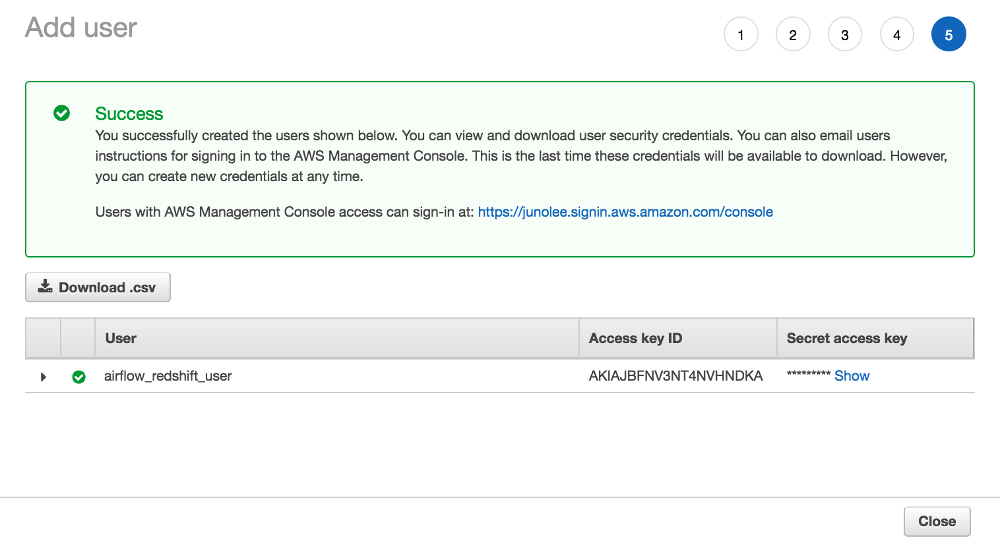 Add user
1 2 3 4 5
Success
You successfully created the users shown below. You can view and download user security credentials. You can also email users
instructions for signing in to the AWS Management Console. This is the last time these credentials will be available to download. However,
you can create new credentials at any time.
Users with AWS Management Console access can sign-in at: https://junolee.signin.aws.amazon.com/console
Download .csv
User Access key ID Secret access key
airflow_redshift_user AKIAJBFNV3NT4NVHNDKA ********* Show
Close